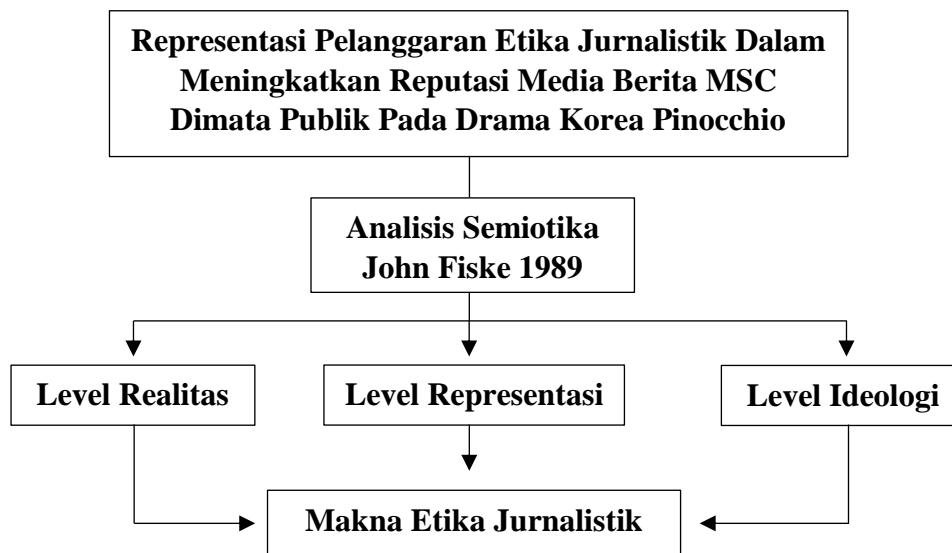 Representasi Pelanggaran Etika Jurnalistik Dalam
Meningkatkan Reputasi Media Berita MSC
Dimata Publik Pada Drama Korea Pinocchio
Analisis Semiotika
John Fiske 1989
Level Realitas
Level Representasi
Level Ideologi
Makna Etika Jurnalistik